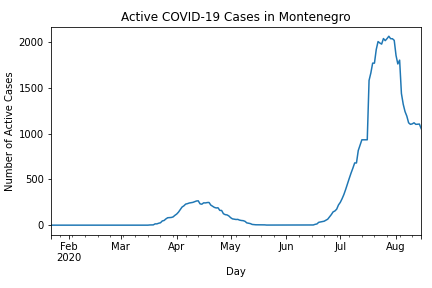 Active COVID-19 Cases in Montenegro
Number of Active Cases
2000
1500
1000
500
0
Feb Mar Apr May Jun Jul Aug
2020
Day